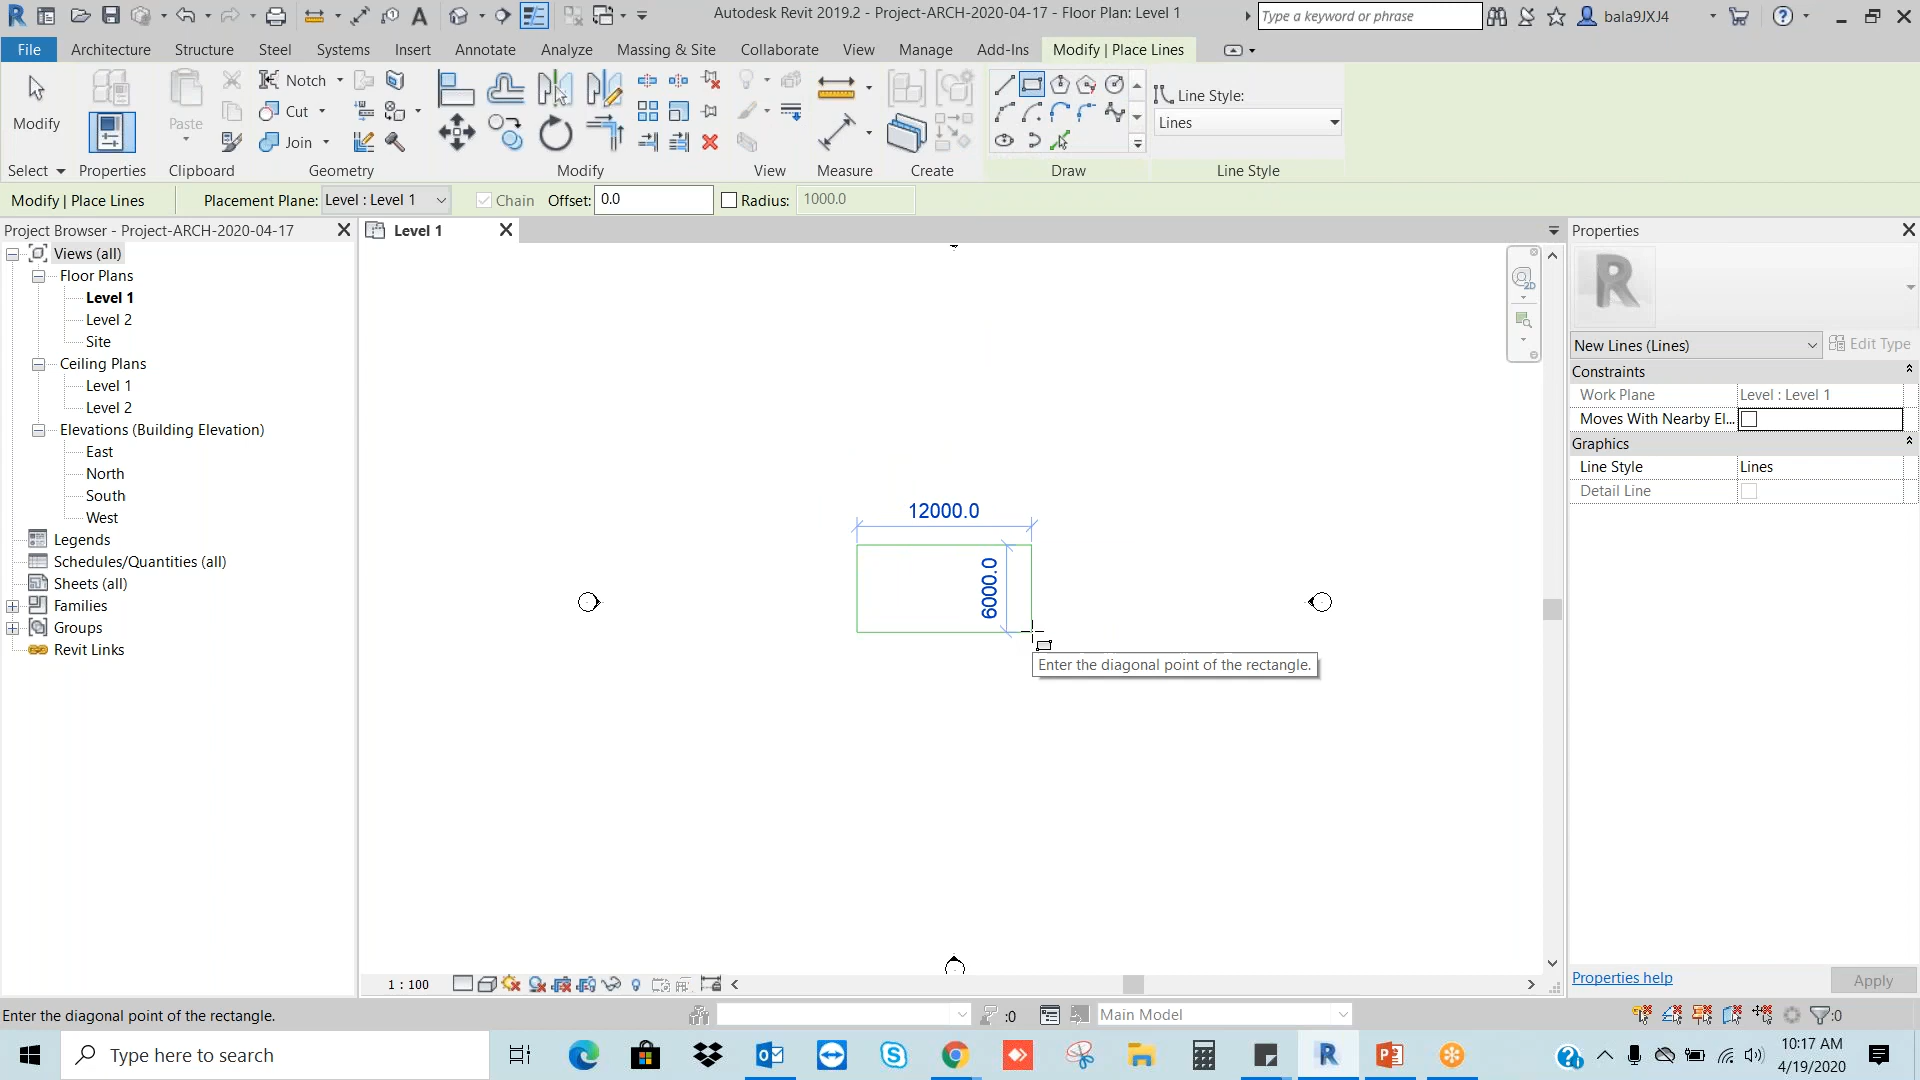 Autodesk Revit 2019.2 - Project-ARCH-2020-04-17 - Floor Plan: Level 1
Type a keyword or phrase
bala9JXJ4
File Architecture Structure Steel Systems Insert Annotate Analyze Massing & Site Collaborate View Manage Add-Ins Modify | Place Lines
Modify
Paste
Notch
Cut
Join
Line Style:
Lines
Select Properties Clipboard Geometry Modify View Measure Create Draw Line Style
Modify | Place Lines Placement Plane: Level : Level 1 Chain Offset: 0.0 Radius: 1000.0
Project Browser - Project-ARCH-2020-04-17
Views (all)
Floor Plans
Level 1
Level 2
Site
Ceiling Plans
Level 1
Level 2
Elevations (Building Elevation)
East
North
South
West
Legends
Schedules/Quantities (all)
Sheets (all)
Families
Groups
Revit Links
Level 1
12000.0
6000.0
Enter the diagonal point of the rectangle.
2D
Properties
R
New Lines (Lines) Edit Type
Constraints
Work Plane Level : Level 1
Moves With Nearby El...
Graphics
Line Style Lines
Detail Line
Properties help Apply
1 : 100
Enter the diagonal point of the rectangle.
:0
Main Model
:0
Type here to search
10:17 AM
4/19/2020